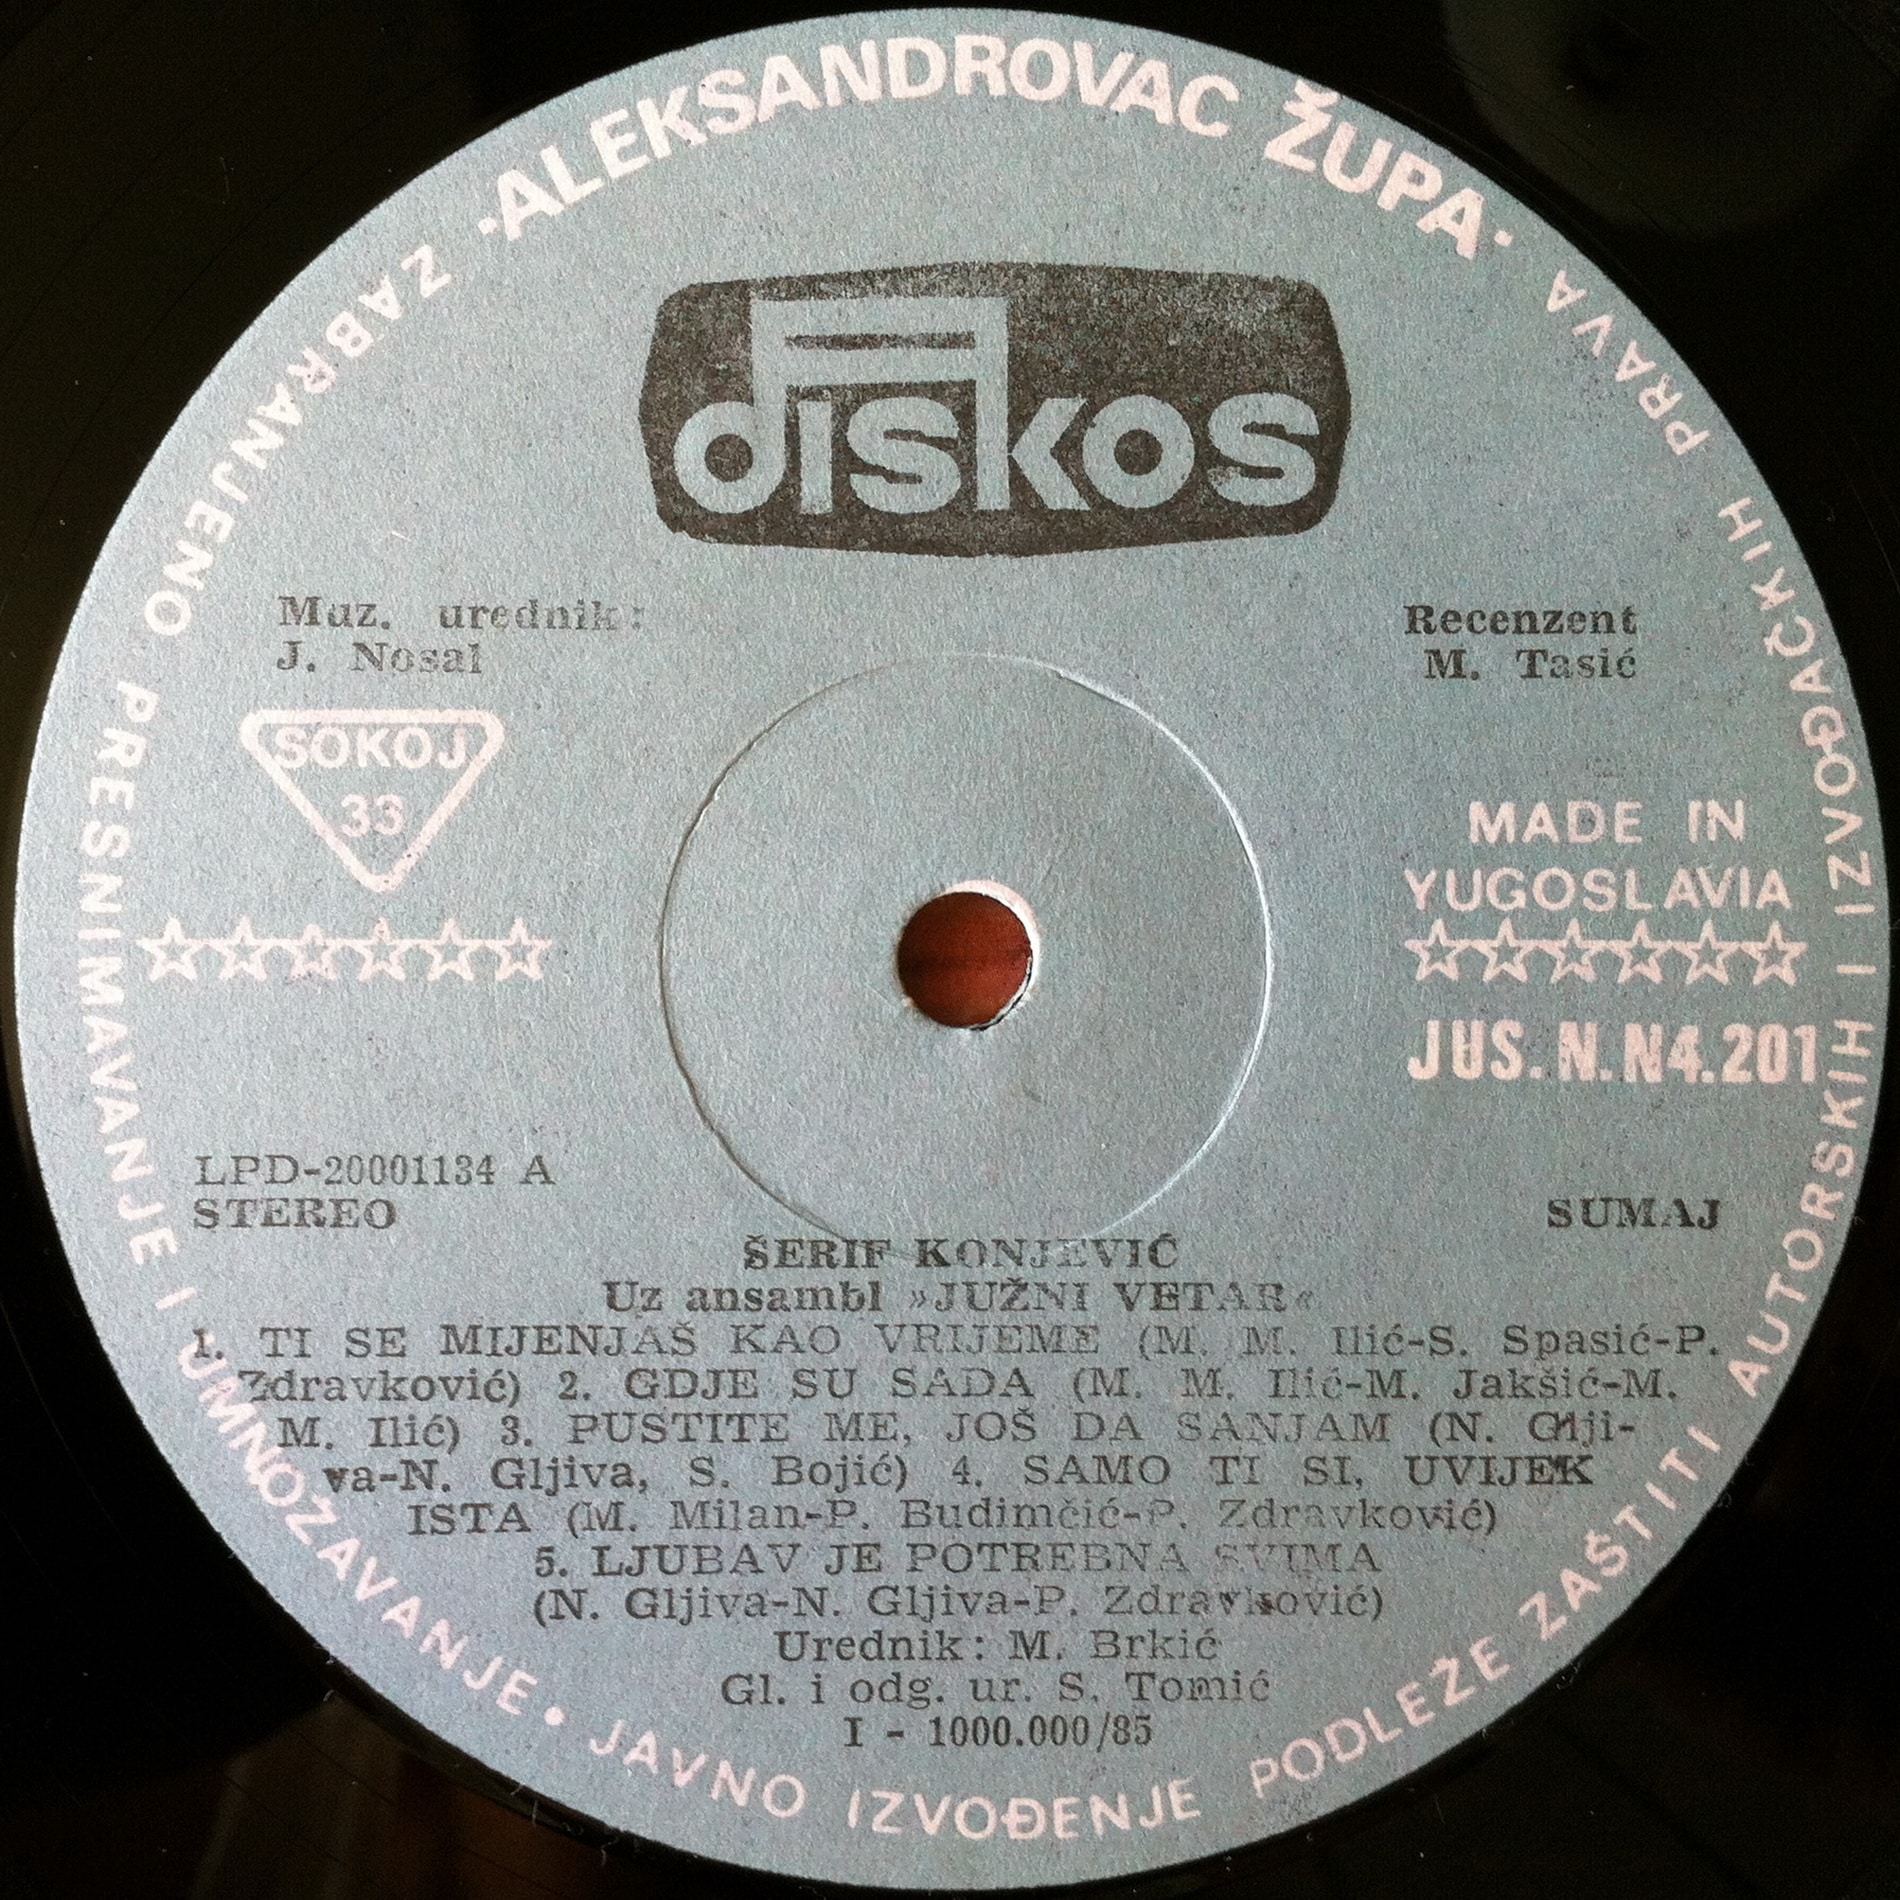 ·ALEKSANDROVAC ŽUPA·
diskos
Muz. urednik:
J. Nosal
Recenzent
M. Tasić
SOKOJ
33
MADE IN
YUGOSLAVIA
JUS. N. N4.201
LPD-20001134 A
STEREO
SUMAJ
ŠERIF KONJEVIĆ
Uz ansambl »JUŽNI VETAR«
1. TI SE MIJENJAŠ KAO VRIJEME (M. M. Ilić-S. Spasić-P.
Zdravković) 2. GDJE SU SADA (M. M. Ilić-M. Jakšić-M.
M. Ilić) 3. PUSTITE ME, JOŠ DA SANJAM (N. Glji-
va-N. Gljiva, S. Bojić) 4. SAMO TI SI, UVIJEK
ISTA (M. Milan-P. Budimčić-P. Zdravković)
5. LJUBAV JE POTREBNA SVIMA
(N. Gljiva-N. Gljiva-P. Zdravković)
Urednik: M. Brkić
Gl. i odg. ur. S. Tomić
I - 1000.000/85
ZABRANJENO PRESNIMAVANJE I UMNOŽAVANJE • JAVNO IZVOĐENJE PODLEŽE ZAŠTITI AUTORSKIH I IZVOĐAČKIH PRAVA